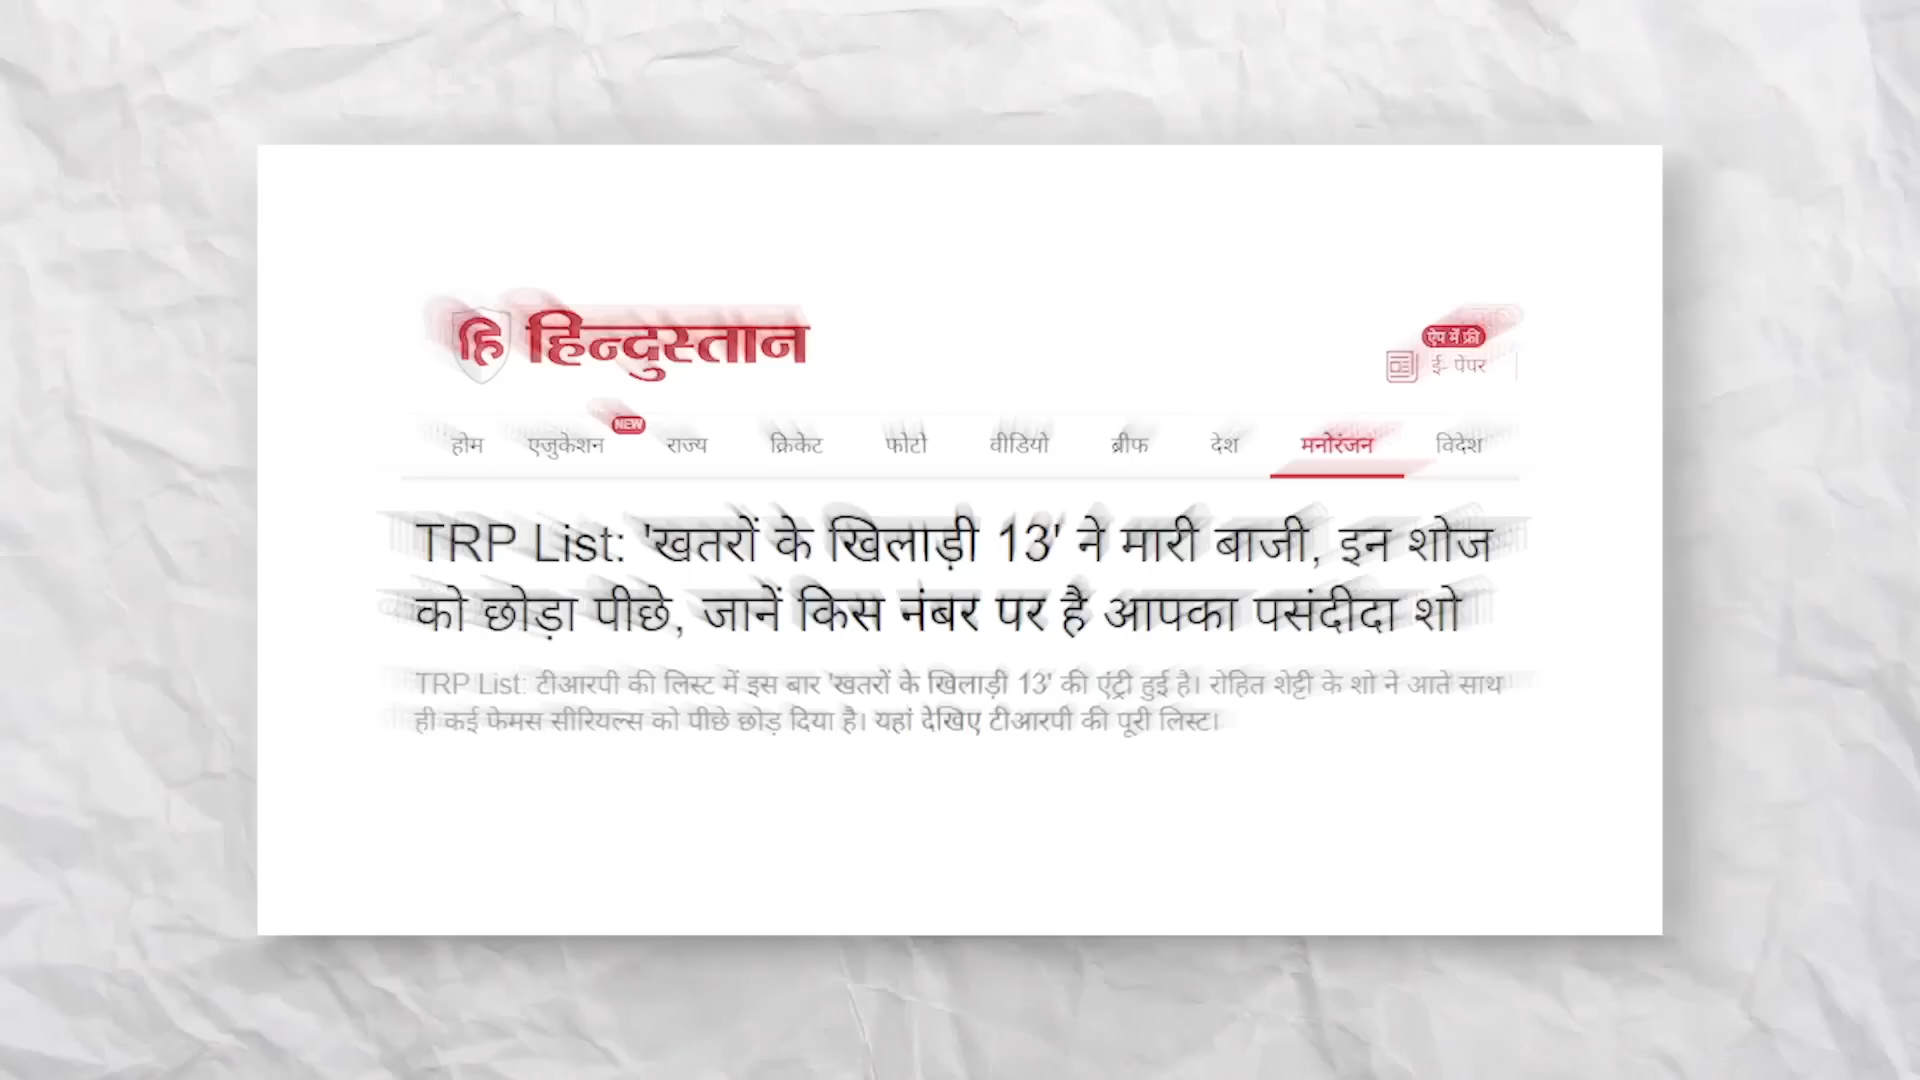 हि हिन्दुस्तान
ऐप में फ्री
ई- पेपर
होम एजुकेशन NEW राज्य क्रिकेट फोटो वीडियो ब्रीफ देश मनोरंजन विदेश
TRP List: 'खतरों के खिलाड़ी 13' ने मारी बाजी, इन शोज
को छोड़ा पीछे, जानें किस नंबर पर है आपका पसंदीदा शो
TRP List: टीआरपी की लिस्ट में इस बार 'खतरों के खिलाड़ी 13' की एंट्री हुई है। रोहित शेट्टी के शो ने आते साथ
ही कई फेमस सीरियल्स को पीछे छोड़ दिया है। यहां देखिए टीआरपी की पूरी लिस्ट।